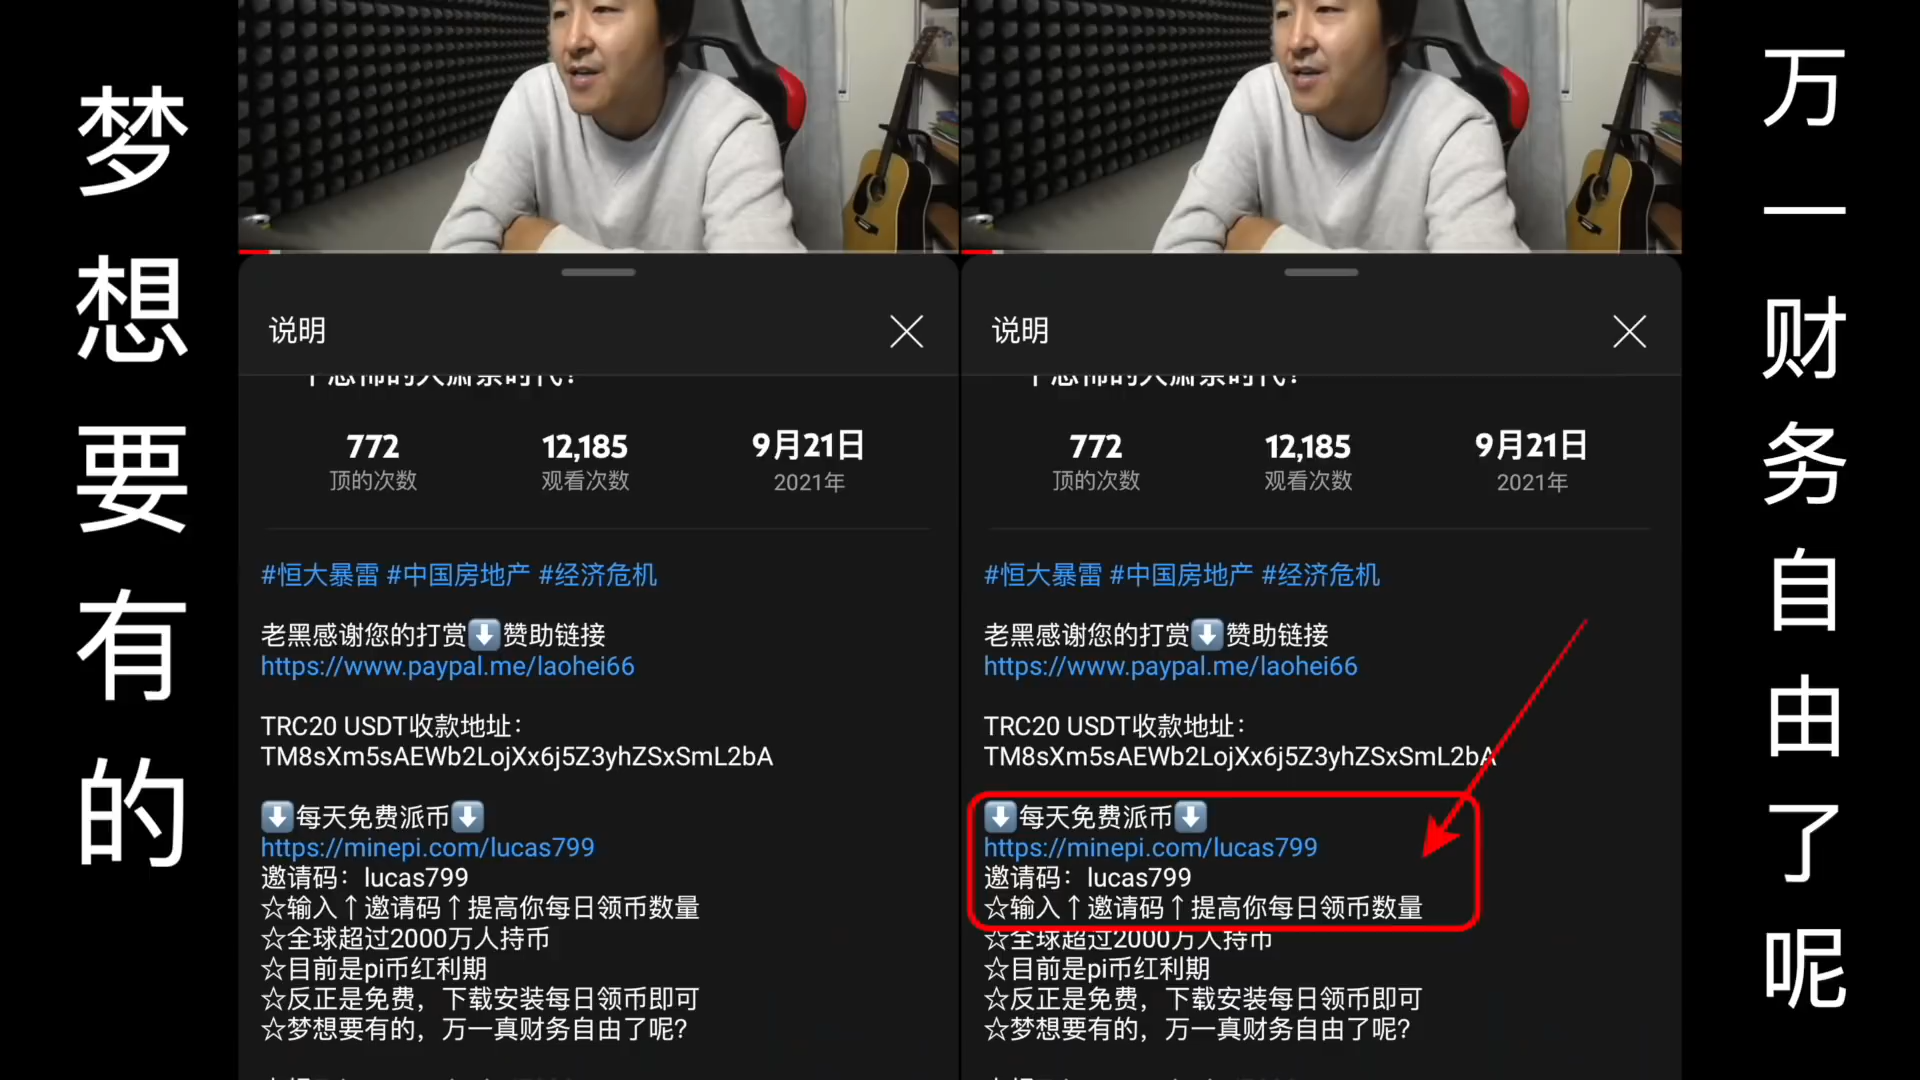 梦想要有的
说明
772
12,185
9月21日
顶的次数
观看次数
2021年
#恒大暴雷 #中国房地产 #经济危机
老黑感谢您的打赏⬇️赞助链接
https://www.paypal.me/laohei66
TRC20 USDT收款地址：
TM8sXm5sAEWb2LojXx6j5Z3yhZSxSmL2bA
⬇️每天免费派币⬇️
https://minepi.com/lucas799
邀请码：lucas799
☆输入↑邀请码↑提高你每日领币数量
☆全球超过2000万人持币
☆目前是pi币红利期
☆反正是免费，下载安装每日领币即可
☆梦想要有的，万一真财务自由了呢？
说明
772
12,185
9月21日
顶的次数
观看次数
2021年
#恒大暴雷 #中国房地产 #经济危机
老黑感谢您的打赏⬇️赞助链接
https://www.paypal.me/laohei66
TRC20 USDT收款地址：
TM8sXm5sAEWb2LojXx6j5Z3yhZSxSmL2bA
⬇️每天免费派币⬇️
https://minepi.com/lucas799
邀请码：lucas799
☆输入↑邀请码↑提高你每日领币数量
☆全球超过2000万人持币
☆目前是pi币红利期
☆反正是免费，下载安装每日领币即可
☆梦想要有的，万一真财务自由了呢？
万一财务自由了呢